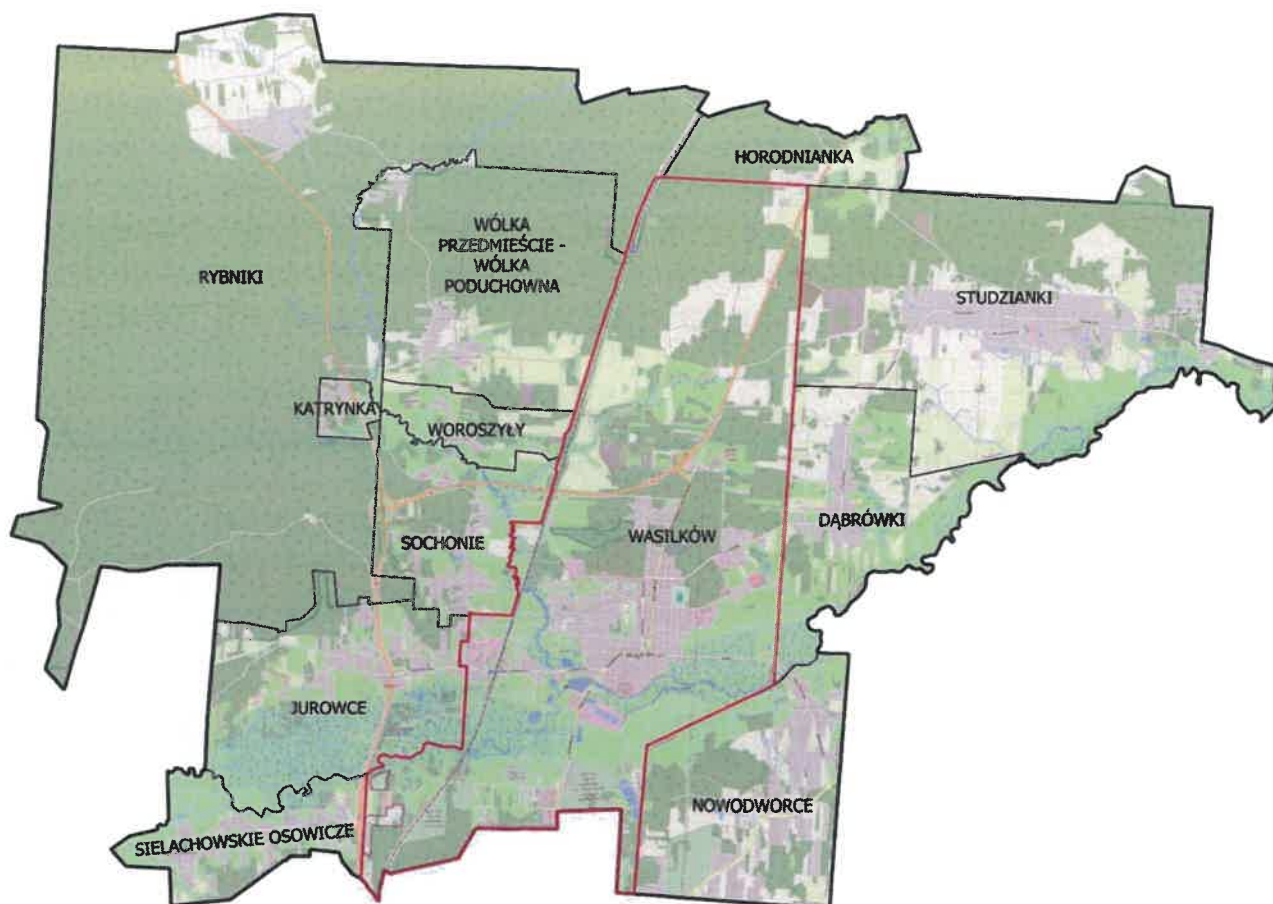 HORODNIANKA
WÓLKA
PRZEDMIEŚCIE -
WÓLKA
PODUCHOWNA
RYBNIKI
STUDZIANKI
KATRYNKA
WOROSZYŁY
SOCHONIE
WASILKÓW
DĄBRÓWKI
JUROWCE
NOWODWORCE
SIELACHOWSKIE OSOWICZE